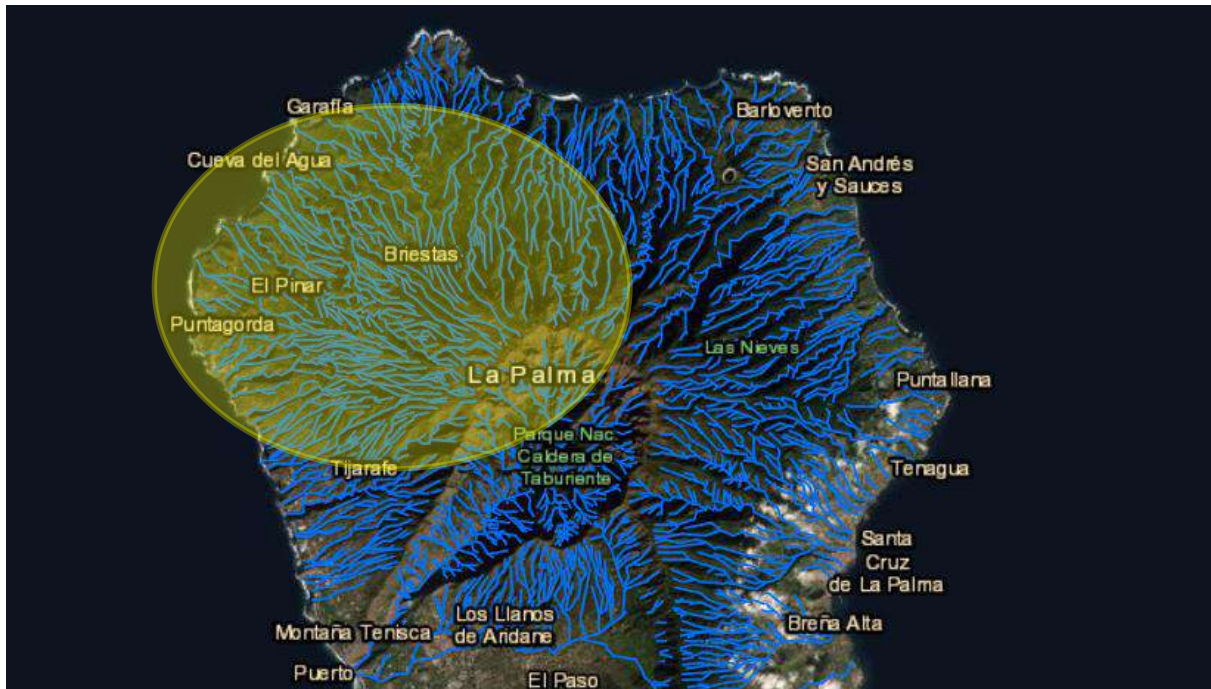 Garafía
Barlovento
Cueva del Agua
San Andrés
y Sauces
Briestas
El Pinar
Puntagorda
Las Nieves
La Palma
Puntallana
Parque Nac
Caldera de
Taburiente
Tijarafe
Tenagua
Santa
Cruz
de La Palma
Los Llanos
de Aridane
Breña Alta
Montaña Tenisca
Puerto
El Paso